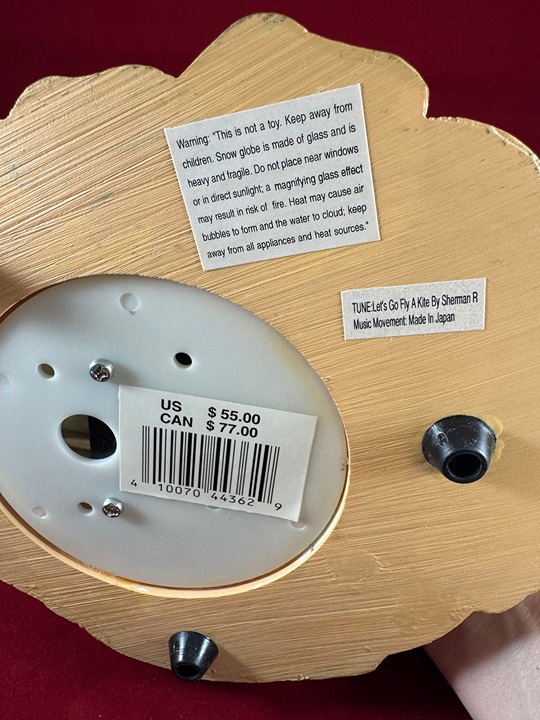 Warning: "This is not a toy. Keep away from
children. Snow globe is made of glass and is
heavy and fragile. Do not place near windows
or in direct sunlight; a magnifying glass effect
may result in risk of fire. Heat may cause air
bubbles to form and the water to cloud; keep
away from all appliances and heat sources."
TUNE:Let's Go Fly A Kite By Sherman R
Music Movement: Made In Japan
US $ 55.00
CAN $ 77.00
4 10070 44362 9